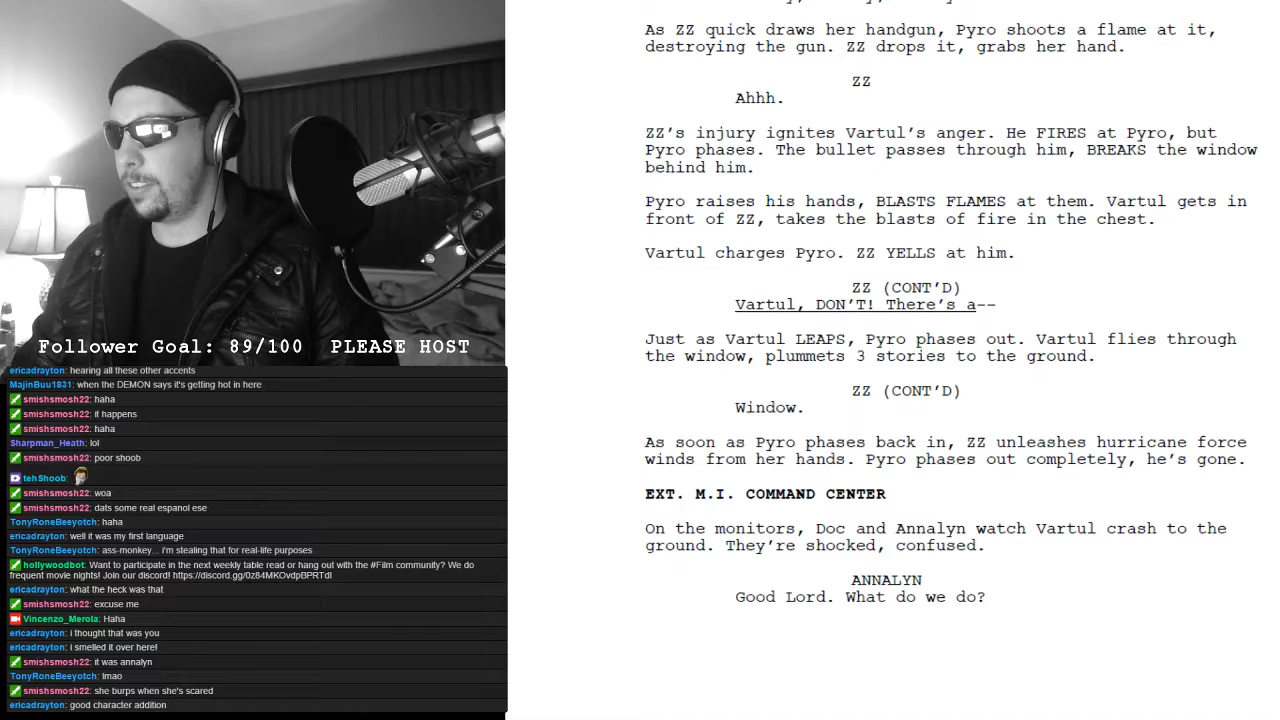 Follower Goal: 89/100 PLEASE HOST
ericadrayton: hearing all these other accents
MajinBuu1831: when the DEMON says it's getting hot in here
smishsmosh22: haha
smishsmosh22: it happens
smishsmosh22: haha
Sharpman_Heath: lol
smishsmosh22: poor shoob
tehShoob:
smishsmosh22: woa
smishsmosh22: dats some real espanol ese
TonyRoneBeeyotch: haha
ericadrayton: well it was my first language
TonyRoneBeeyotch: ass-monkey... i'm stealing that for real-life purposes
hollywoodbot: Want to participate in the next weekly table read or hang out with the #Film community? We do
frequent movie nights! Join our discord! https://discord.gg/0z84MKOvdpBPRTdI
ericadrayton: what the heck was that
smishsmosh22: excuse me
Vincenzo_Merola: Haha
ericadrayton: i thought that was you
ericadrayton: i smelled it over here!
smishsmosh22: it was annalyn
TonyRoneBeeyotch: lmao
smishsmosh22: she burps when she's scared
ericadrayton: good character addition
As ZZ quick draws her handgun, Pyro shoots a flame at it,
destroying the gun. ZZ drops it, grabs her hand.
ZZ
Ahhh.
ZZ's injury ignites Vartul's anger. He FIRES at Pyro, but
Pyro phases. The bullet passes through him, BREAKS the window
behind him.
Pyro raises his hands, BLASTS FLAMES at them. Vartul gets in
front of ZZ, takes the blasts of fire in the chest.
Vartul charges Pyro. ZZ YELLS at him.
ZZ (CONT'D)
Vartul, DON'T! There's a--
Just as Vartul LEAPS, Pyro phases out. Vartul flies through
the window, plummets 3 stories to the ground.
ZZ (CONT'D)
Window.
As soon as Pyro phases back in, ZZ unleashes hurricane force
winds from her hands. Pyro phases out completely, he's gone.
EXT. M.I. COMMAND CENTER
On the monitors, Doc and Annalyn watch Vartul crash to the
ground. They're shocked, confused.
ANNALYN
Good Lord. What do we do?